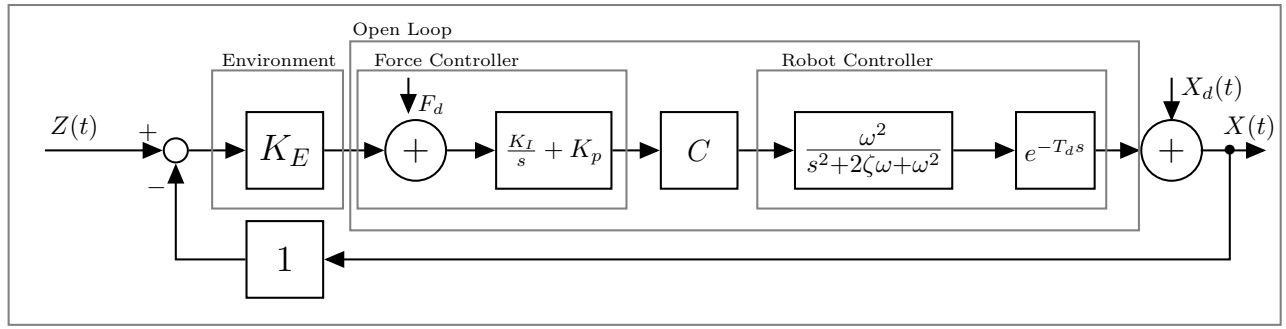 Open Loop
Environment
Force Controller
Robot Controller
Z(t)
+
−
K_E
F_d
+
K_I/s + K_p
C
ω²/(s²+2ζω+ω²)
e^{−T_d s}
X_d(t)
+
X(t)
1